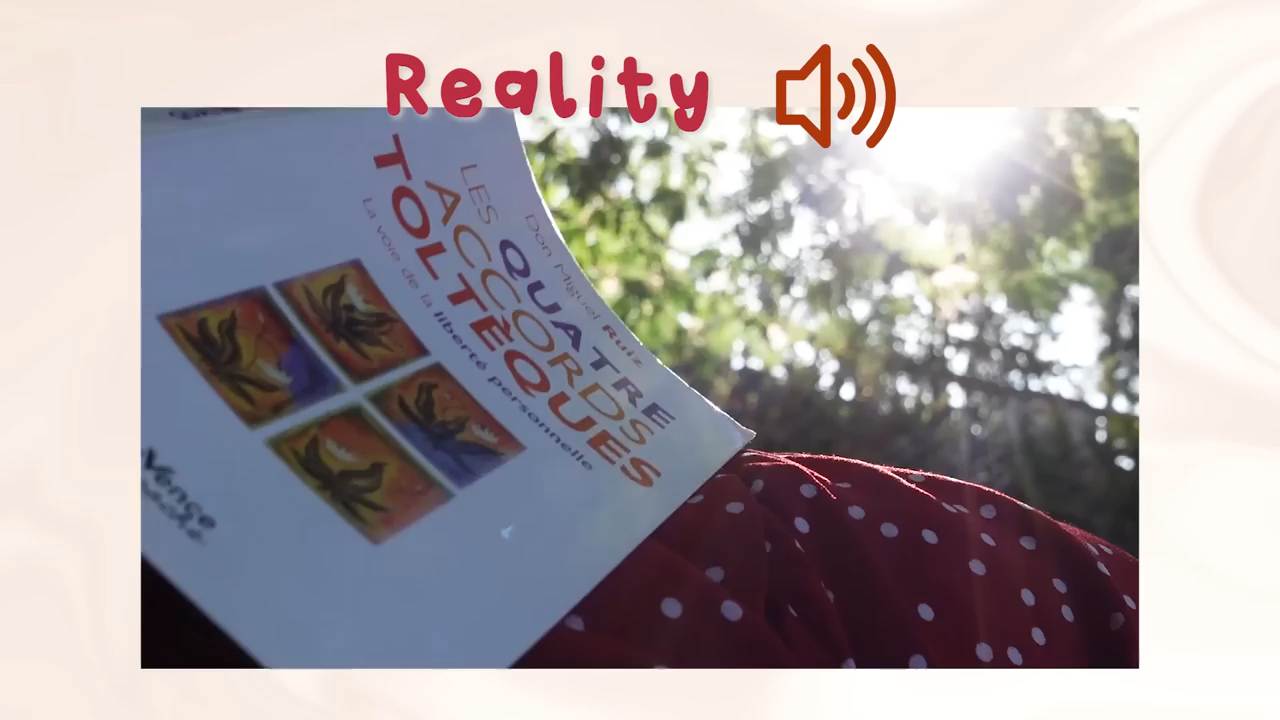 Reality
Don Miguel Ruiz
LES QUATRE
ACCORDS
TOLTÈQUES
La voie de la liberté personnelle